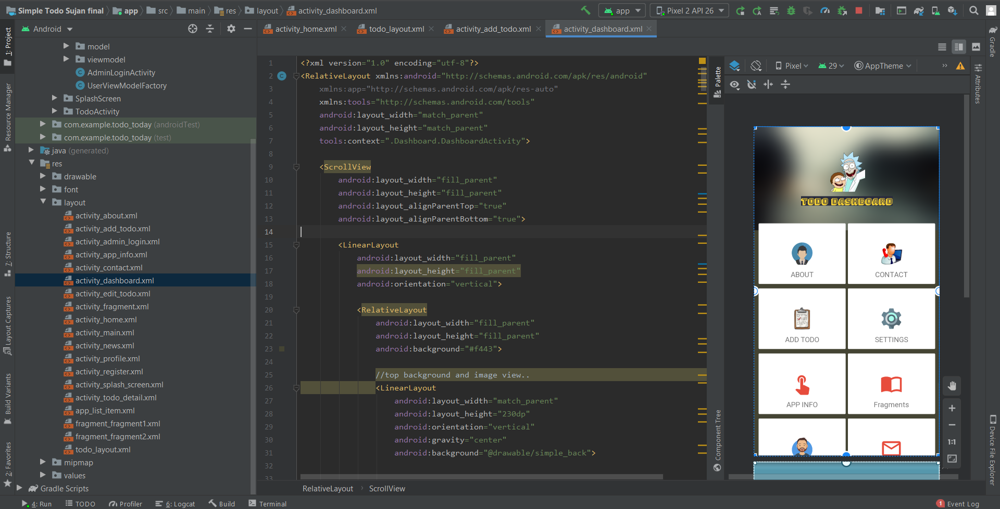 Simple Todo Sujan final
app
src
main
res
layout
activity_dashboard.xml
app
Pixel 2 API 26
Android
activity_home.xml
todo_layout.xml
activity_add_todo.xml
activity_dashboard.xml
1: Project
Resource Manager
7: Structure
Layout Captures
Build Variants
2: Favorites
model
viewmodel
AdminLoginActivity
UserViewModelFactory
SplashScreen
TodoActivity
com.example.todo_today (androidTest)
com.example.todo_today (test)
java (generated)
res
drawable
font
layout
activity_about.xml
activity_add_todo.xml
activity_admin_login.xml
activity_app_info.xml
activity_contact.xml
activity_dashboard.xml
activity_edit_todo.xml
activity_fragment.xml
activity_home.xml
activity_main.xml
activity_news.xml
activity_profile.xml
activity_register.xml
activity_splash_screen.xml
activity_todo_detail.xml
app_list_item.xml
fragment_fragment1.xml
fragment_fragment2.xml
todo_layout.xml
mipmap
values
Gradle Scripts
1 <?xml version="1.0" encoding="utf-8"?>
2 <RelativeLayout xmlns:android="http://schemas.android.com/apk/res/android"
3 xmlns:app="http://schemas.android.com/apk/res-auto"
4 xmlns:tools="http://schemas.android.com/tools"
5 android:layout_width="match_parent"
6 android:layout_height="match_parent"
7 tools:context=".Dashboard.DashboardActivity">
8
9 <ScrollView
10 android:layout_width="fill_parent"
11 android:layout_height="fill_parent"
12 android:layout_alignParentTop="true"
13 android:layout_alignParentBottom="true">
14
15 <LinearLayout
16 android:layout_width="fill_parent"
17 android:layout_height="fill_parent"
18 android:orientation="vertical">
19
20 <RelativeLayout
21 android:layout_width="fill_parent"
22 android:layout_height="fill_parent"
23 android:background="#f443">
24
25 //top background and image view..
26 <LinearLayout
27 android:layout_width="match_parent"
28 android:layout_height="230dp"
29 android:orientation="vertical"
30 android:gravity="center"
31 android:background="@drawable/simple_back">
32
33
RelativeLayout
ScrollView
Palette
Component Tree
Pixel
29
AppTheme
TODO DASHBOARD
ABOUT
CONTACT
ADD TODO
SETTINGS
APP INFO
Fragments
1:1
Gradle
Attributes
Device File Explorer
4: Run
TODO
Profiler
6: Logcat
Build
Terminal
1 Event Log